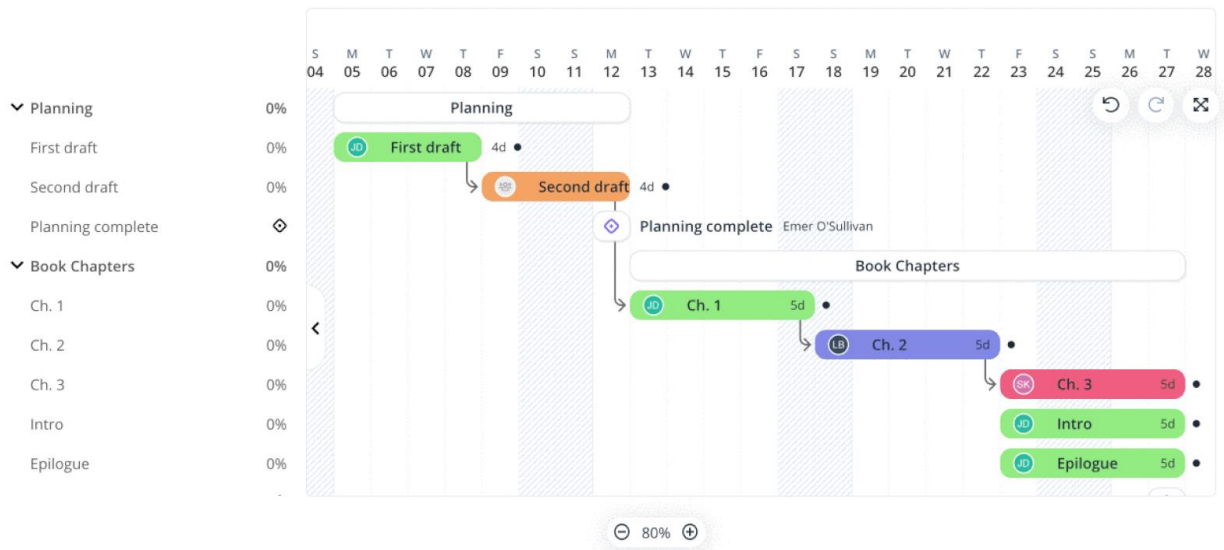 S M T W T F S S M T W T F S S M T W T F S S M T W
04 05 06 07 08 09 10 11 12 13 14 15 16 17 18 19 20 21 22 23 24 25 26 27 28
Planning 0% Planning
First draft 0% JD First draft 4d
Second draft 0% Second draft 4d
Planning complete Planning complete Emer O'Sullivan
Book Chapters 0% Book Chapters
Ch. 1 0% JD Ch. 1 5d
Ch. 2 0% LB Ch. 2 5d
Ch. 3 0% SK Ch. 3 5d
Intro 0% JD Intro 5d
Epilogue 0% JD Epilogue 5d
80%